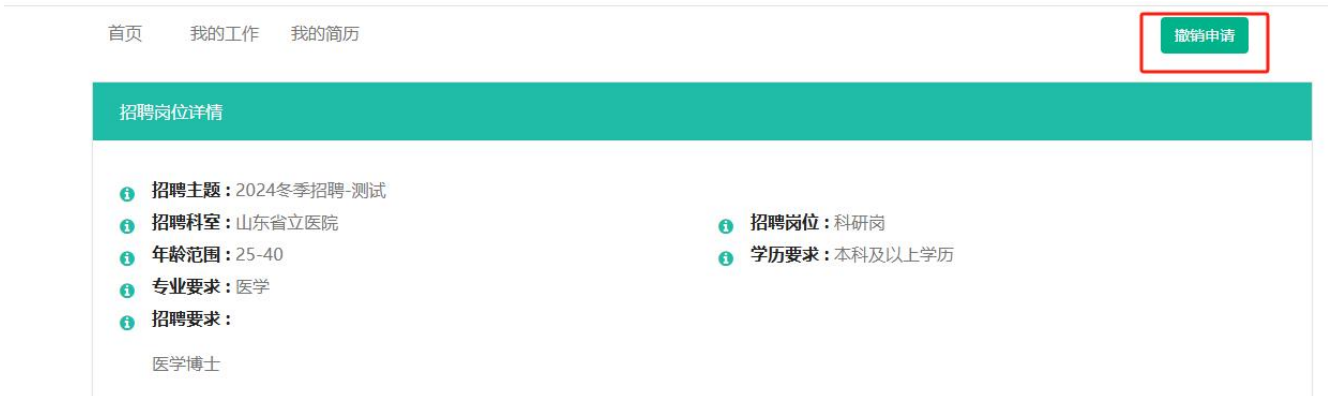 首页 我的工作 我的简历 撤销申请
招聘岗位详情
招聘主题：2024冬季招聘-测试
招聘科室：山东省立医院 招聘岗位：科研岗
年龄范围：25-40 学历要求：本科及以上学历
专业要求：医学
招聘要求：
医学博士